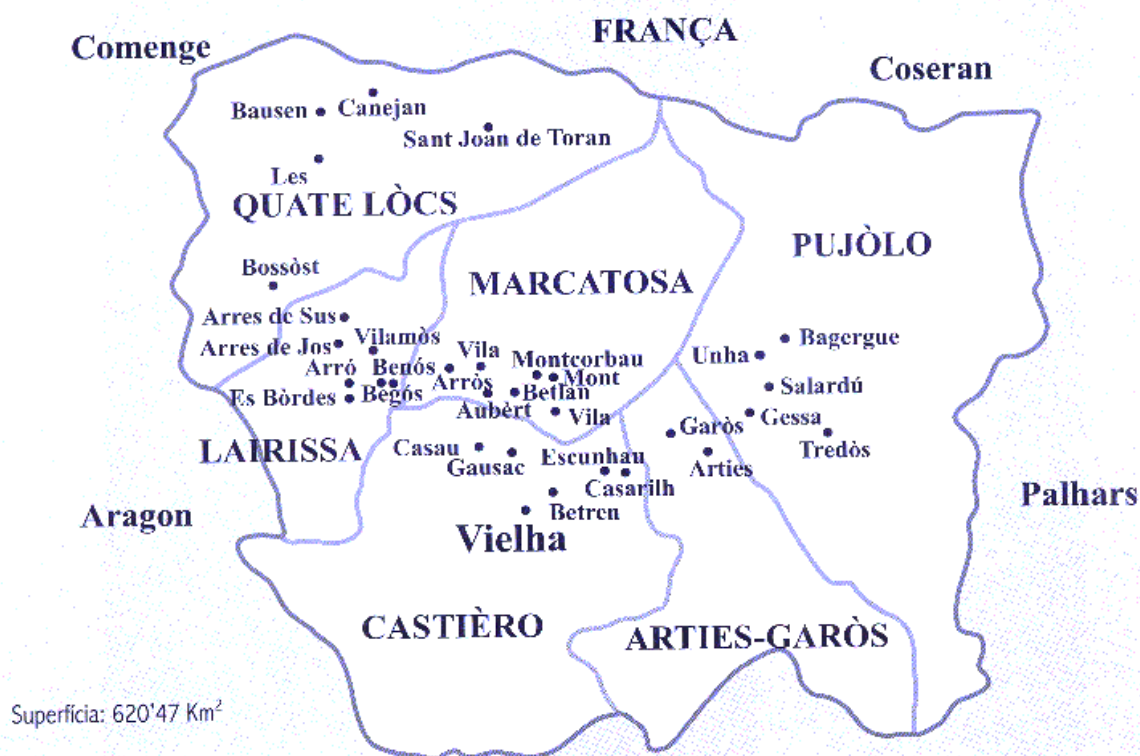 FRANÇA
Comenge
Coseran
Canejan
Bausen
Sant Joan de Toran
Les
QUATE LÒCS
PUJÒLO
Bossòst
MARCATOSA
Arres de Sus
Vilamòs
Arres de Jos
Bagergue
Unha
Vila
Montcorbau
Arró
Benós
Arròs
Mont
Salardú
Es Bòrdes
Begós
Betlan
Aubèrt
Vila
Garòs
Gessa
LAIRISSA
Casau
Gausac
Escunhau
Arties
Tredòs
Casarilh
Palhars
Aragon
Betren
Vielha
CASTIÈRO
ARTIES-GARÒS
Superfícia: 620'47 Km²